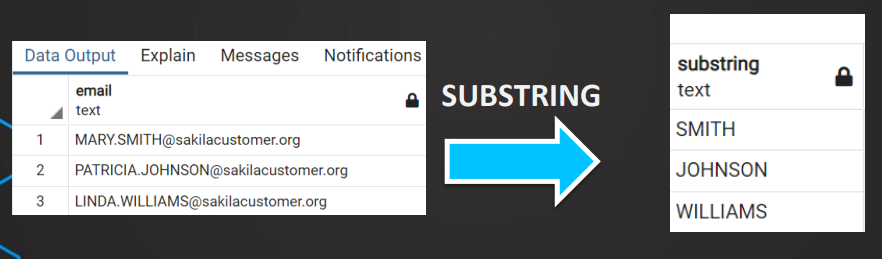 Data Output Explain Messages Notifications
email
text
1 MARY.SMITH@sakilacustomer.org
2 PATRICIA.JOHNSON@sakilacustomer.org
3 LINDA.WILLIAMS@sakilacustomer.org
SUBSTRING
substring
text
SMITH
JOHNSON
WILLIAMS